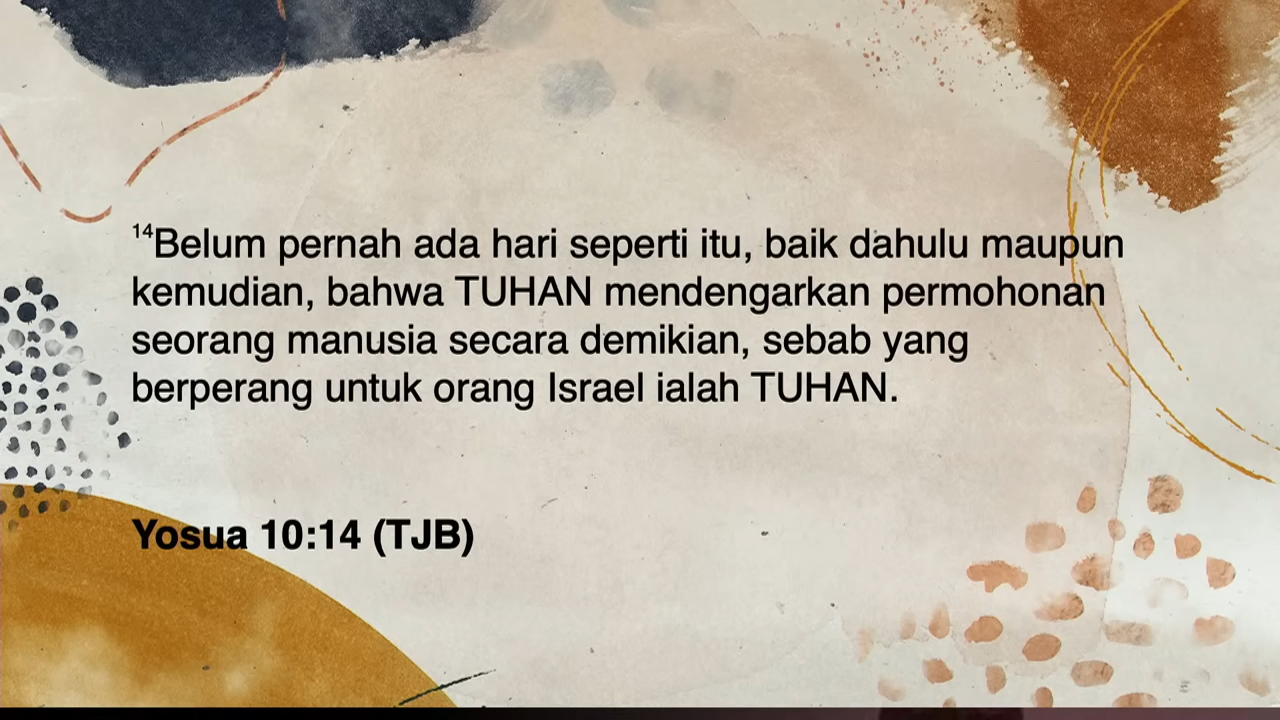 14Belum pernah ada hari seperti itu, baik dahulu maupun
kemudian, bahwa TUHAN mendengarkan permohonan
seorang manusia secara demikian, sebab yang
berperang untuk orang Israel ialah TUHAN.
Yosua 10:14 (TJB)